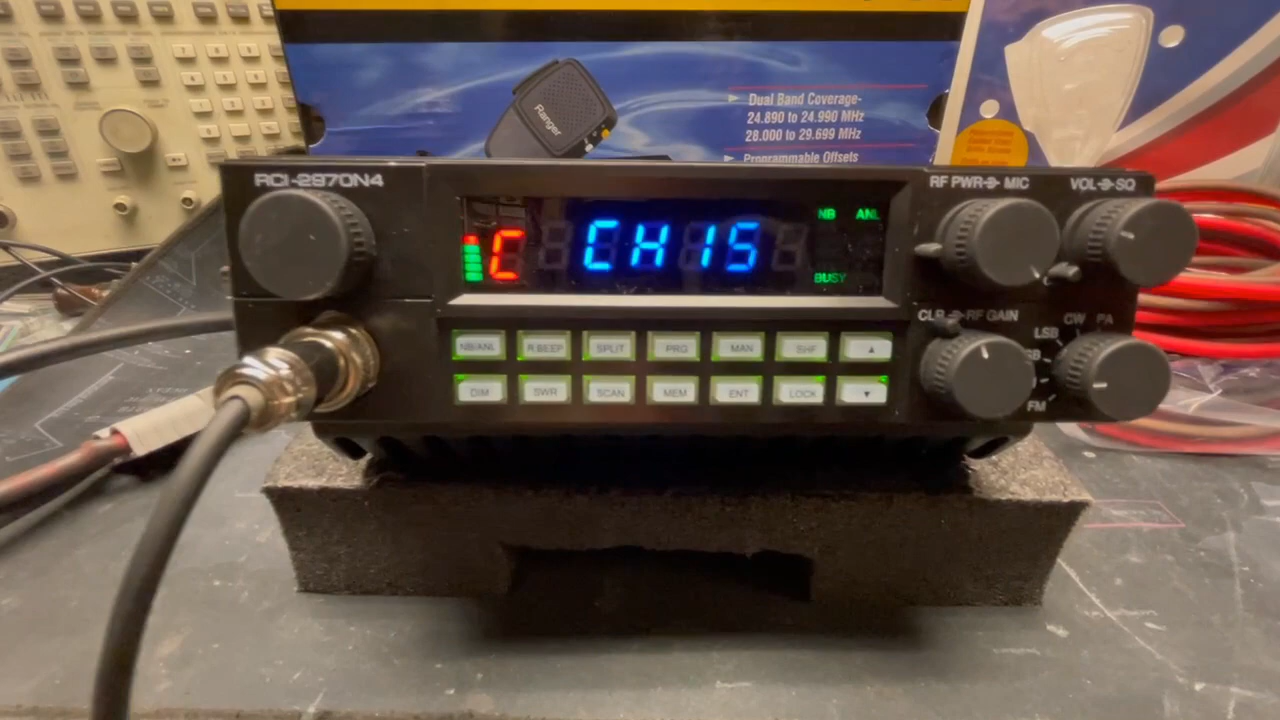 Ranger
Dual Band Coverage-
24.890 to 24.990 MHz
28.000 to 29.699 MHz
Programmable Offsets
RCI-2970N4
RF PWR MIC
VOL SQ
NB ANL
C CH15
BUSY
CLR RF GAIN
CW PA
LSB
FM
NB/ANL R.BEEP SPLIT PRG MAN SHF ▲
DIM SWR SCAN MEM ENT LOCK ▼